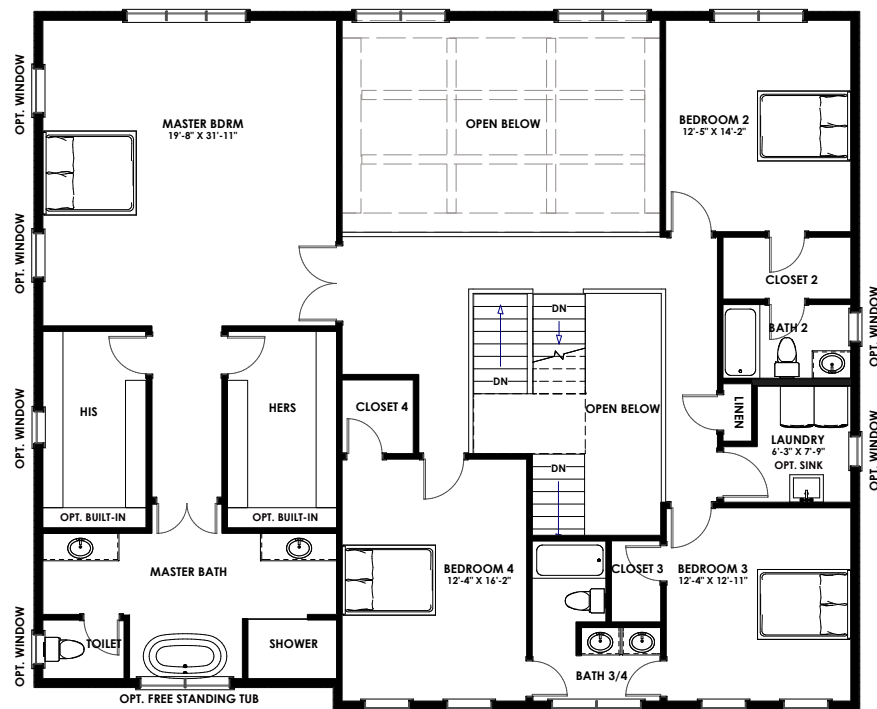 OPT. WINDOW
MASTER BDRM
19'-8" X 31'-11"
OPEN BELOW
BEDROOM 2
12'-5" X 14'-2"
OPT. WINDOW
CLOSET 2
OPT. WINDOW
DN
BATH 2
DN
OPT. WINDOW
HIS
HERS
CLOSET 4
OPEN BELOW
LINEN
LAUNDRY
6'-3" X 7'-9"
OPT. SINK
OPT. WINDOW
DN
OPT. BUILT-IN
OPT. BUILT-IN
MASTER BATH
BEDROOM 4
12'-4" X 16'-2"
CLOSET 3
BEDROOM 3
12'-4" X 12'-11"
OPT. WINDOW
TOILET
SHOWER
BATH 3/4
OPT. FREE STANDING TUB